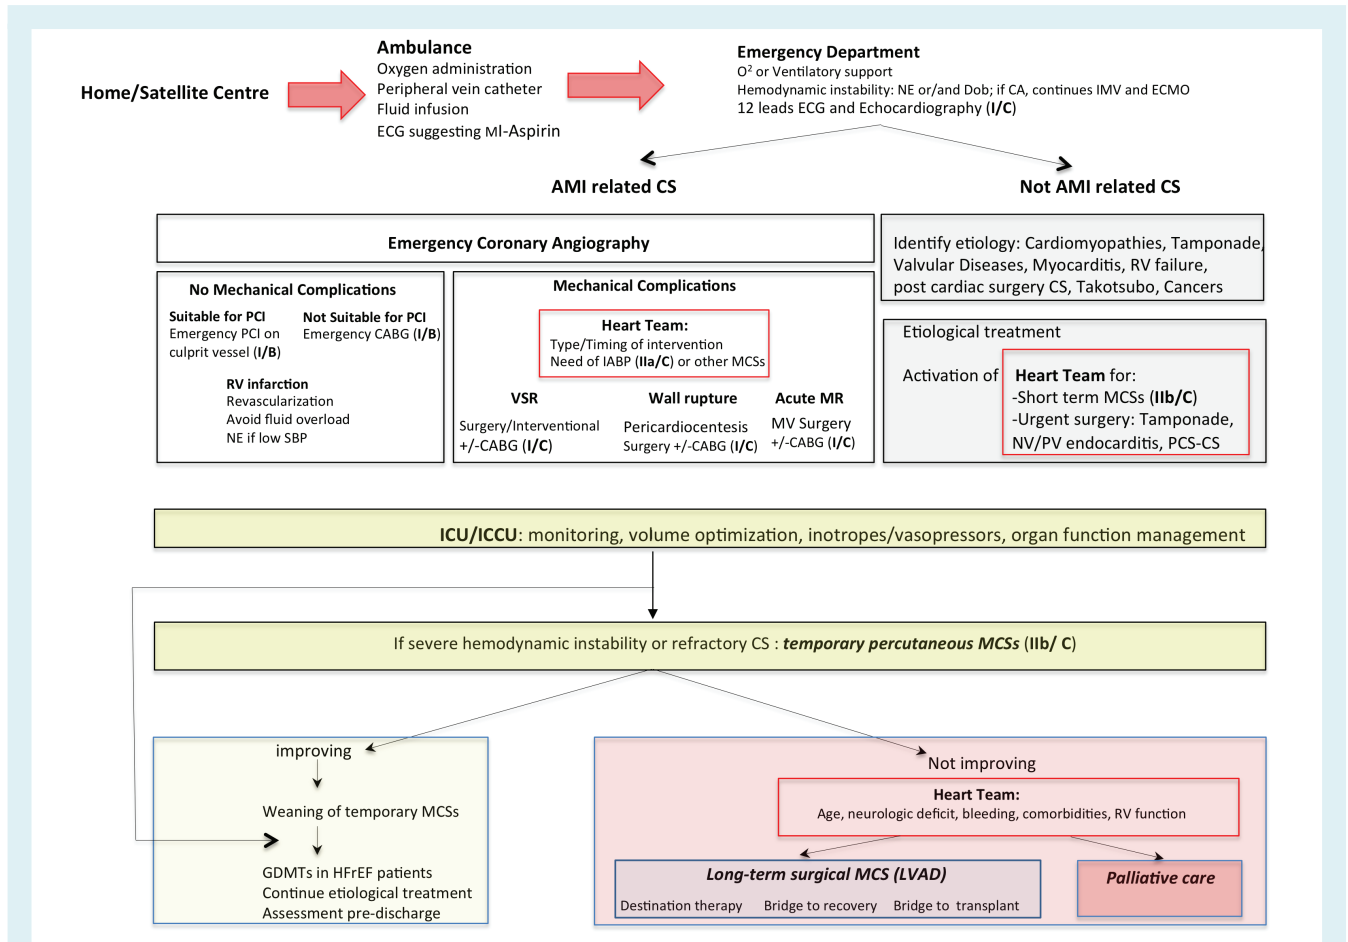 Home/Satellite Centre
Ambulance
Oxygen administration
Peripheral vein catheter
Fluid infusion
ECG suggesting MI-Aspirin
Emergency Department
O2 or Ventilatory support
Hemodynamic instability: NE or/and Dob; if CA, continues IMV and ECMO
12 leads ECG and Echocardiography (I/C)
AMI related CS
Not AMI related CS
Emergency Coronary Angiography
No Mechanical Complications
Suitable for PCI
Emergency PCI on
culprit vessel (I/B)
Not Suitable for PCI
Emergency CABG (I/B)
RV infarction
Revascularization
Avoid fluid overload
NE if low SBP
Mechanical Complications
Heart Team:
Type/Timing of intervention
Need of IABP (IIa/C) or other MCSs
VSR
Surgery/Interventional
+/-CABG (I/C)
Wall rupture
Pericardiocentesis
Surgery +/-CABG (I/C)
Acute MR
MV Surgery
+/-CABG (I/C)
Identify etiology: Cardiomyopathies, Tamponade,
Valvular Diseases, Myocarditis, RV failure,
post cardiac surgery CS, Takotsubo, Cancers
Etiological treatment
Activation of
Heart Team for:
-Short term MCSs (IIb/C)
-Urgent surgery: Tamponade,
NV/PV endocarditis, PCS-CS
ICU/ICCU: monitoring, volume optimization, inotropes/vasopressors, organ function management
If severe hemodynamic instability or refractory CS : temporary percutaneous MCSs (IIb/ C)
improving
Weaning of temporary MCSs
GDMTs in HFrEF patients
Continue etiological treatment
Assessment pre-discharge
Not improving
Heart Team:
Age, neurologic deficit, bleeding, comorbidities, RV function
Long-term surgical MCS (LVAD)
Destination therapy Bridge to recovery Bridge to transplant
Palliative care